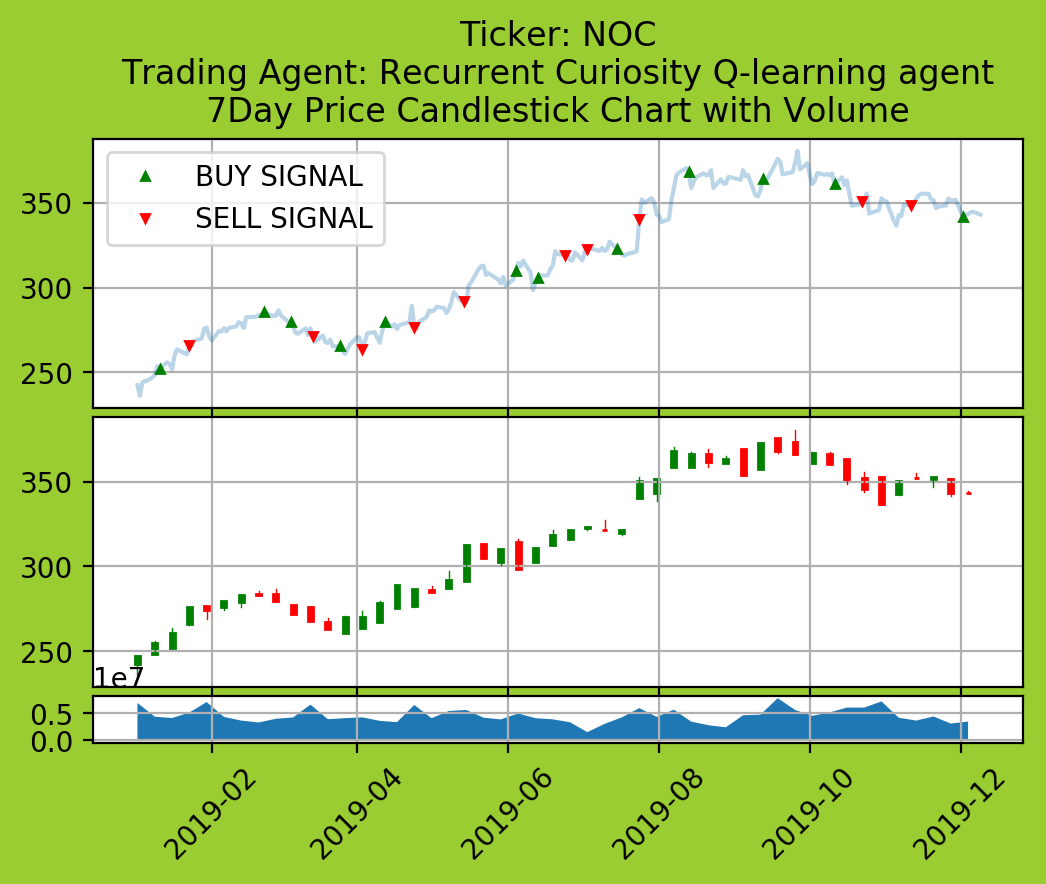 Ticker: NOC
Trading Agent: Recurrent Curiosity Q-learning agent
7Day Price Candlestick Chart with Volume
BUY SIGNAL
SELL SIGNAL
350
300
250
350
300
250
1e7
0.5
0.0
2019-02
2019-04
2019-06
2019-08
2019-10
2019-12